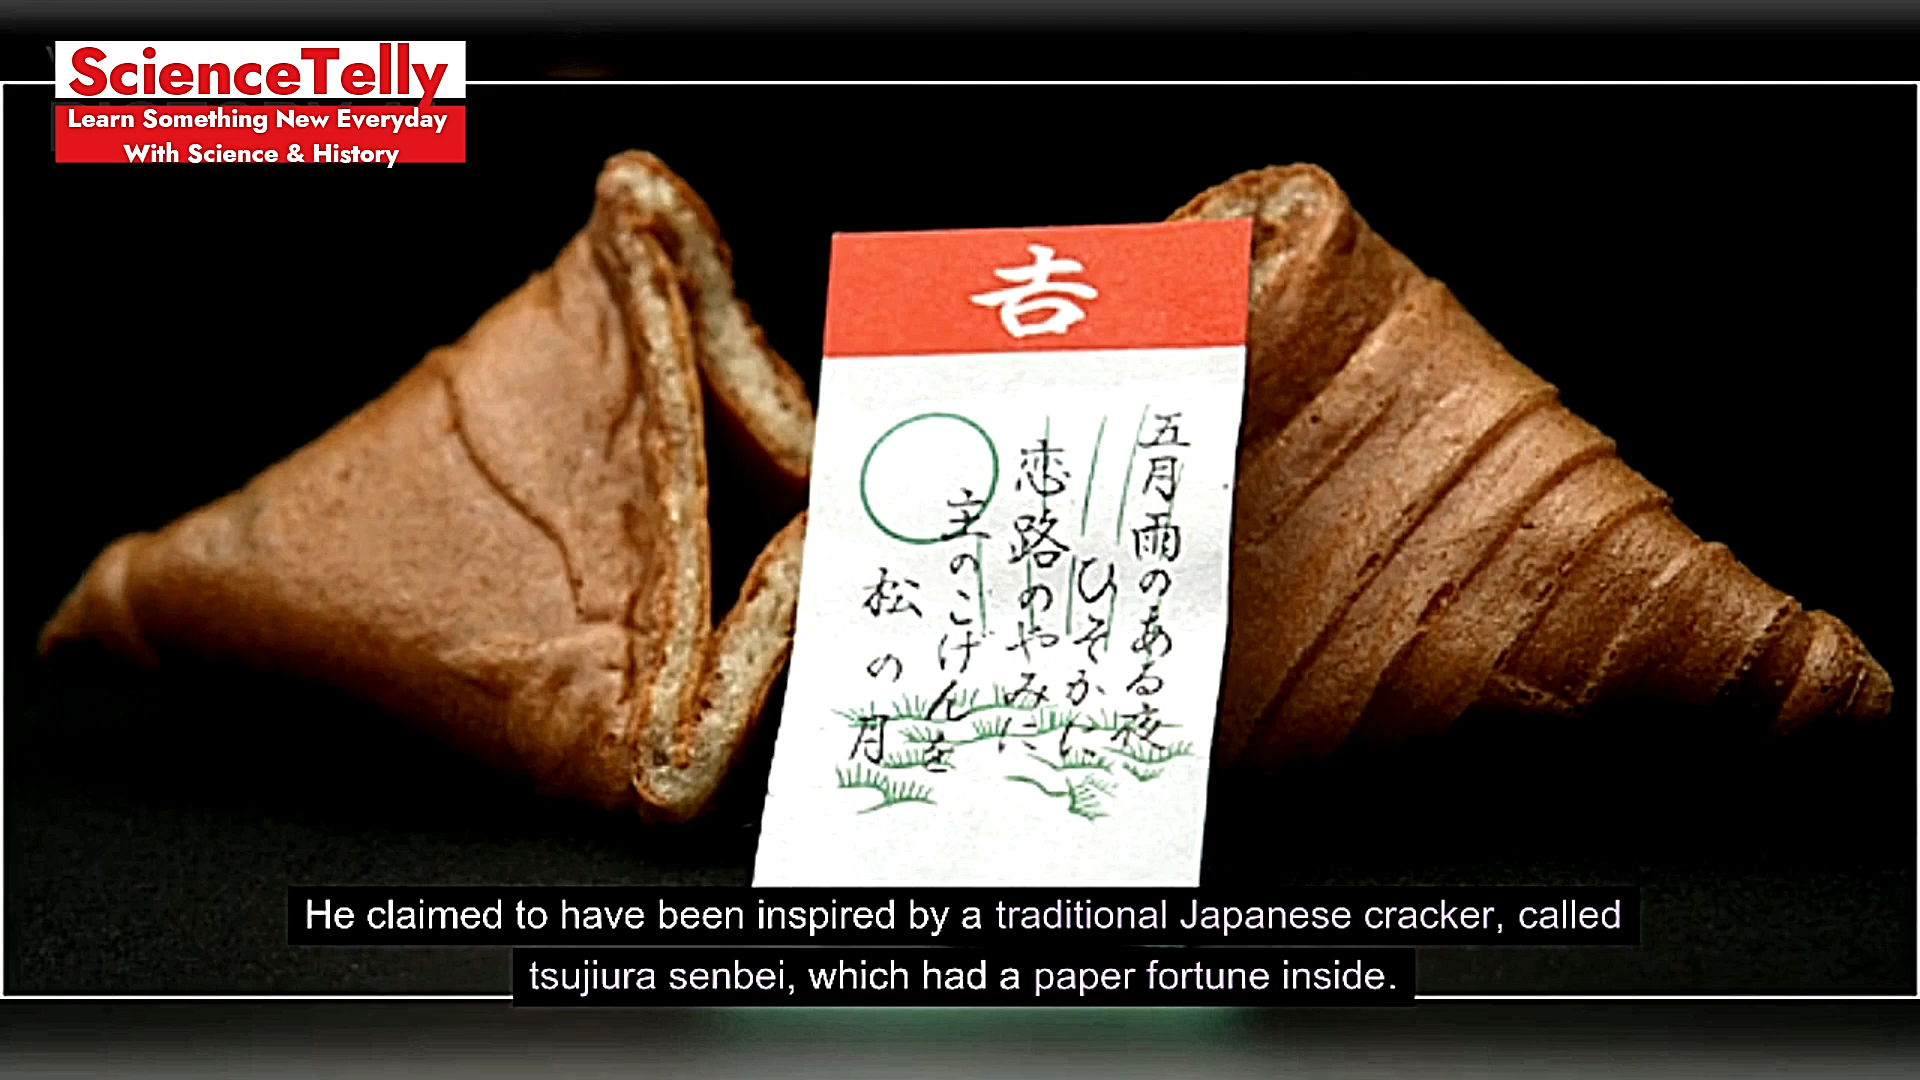 ScienceTelly
Learn Something New Everyday
With Science & History
吉
五月雨のある夜
ひそかに
恋路のやみに
主のこげんを
松の月
He claimed to have been inspired by a traditional Japanese cracker, called
tsujiura senbei, which had a paper fortune inside.